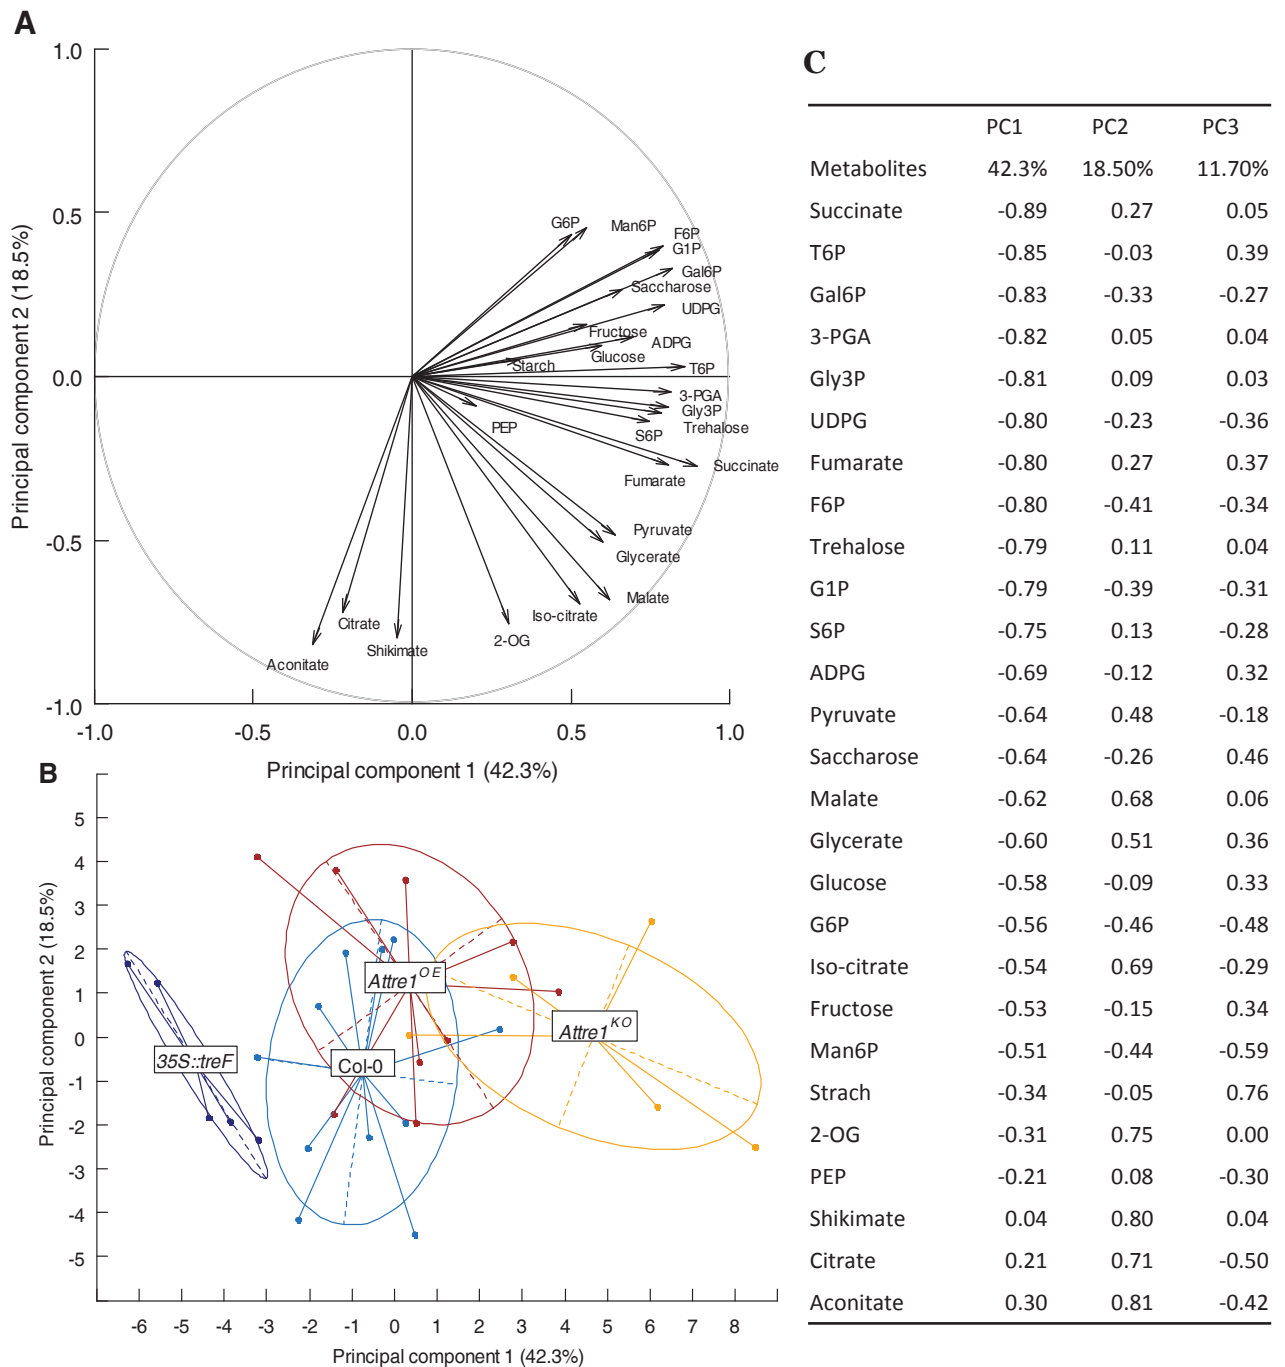 A
1.0
0.5
0.0
-0.5
-1.0
Principal component 2 (18.5%)
G6P
Man6P
F6P
G1P
Gal6P
Saccharose
UDPG
Fructose
ADPG
Glucose
Starch
T6P
3-PGA
Gly3P
PEP
Trehalose
S6P
Succinate
Fumarate
Pyruvate
Glycerate
Malate
Iso-citrate
Citrate
2-OG
Shikimate
Aconitate
-1.0 -0.5 0.0 0.5 1.0
Principal component 1 (42.3%)
B
5
4
3
2
1
0
-1
-2
-3
-4
-5
Principal component 2 (18.5%)
Attre1OE
Attre1KO
35S::treF
Col-0
-6 -5 -4 -3 -2 -1 0 1 2 3 4 5 6 7 8
Principal component 1 (42.3%)
C
PC1 PC2 PC3
Metabolites 42.3% 18.50% 11.70%
Succinate -0.89 0.27 0.05
T6P -0.85 -0.03 0.39
Gal6P -0.83 -0.33 -0.27
3-PGA -0.82 0.05 0.04
Gly3P -0.81 0.09 0.03
UDPG -0.80 -0.23 -0.36
Fumarate -0.80 0.27 0.37
F6P -0.80 -0.41 -0.34
Trehalose -0.79 0.11 0.04
G1P -0.79 -0.39 -0.31
S6P -0.75 0.13 -0.28
ADPG -0.69 -0.12 0.32
Pyruvate -0.64 0.48 -0.18
Saccharose -0.64 -0.26 0.46
Malate -0.62 0.68 0.06
Glycerate -0.60 0.51 0.36
Glucose -0.58 -0.09 0.33
G6P -0.56 -0.46 -0.48
Iso-citrate -0.54 0.69 -0.29
Fructose -0.53 -0.15 0.34
Man6P -0.51 -0.44 -0.59
Strach -0.34 -0.05 0.76
2-OG -0.31 0.75 0.00
PEP -0.21 0.08 -0.30
Shikimate 0.04 0.80 0.04
Citrate 0.21 0.71 -0.50
Aconitate 0.30 0.81 -0.42